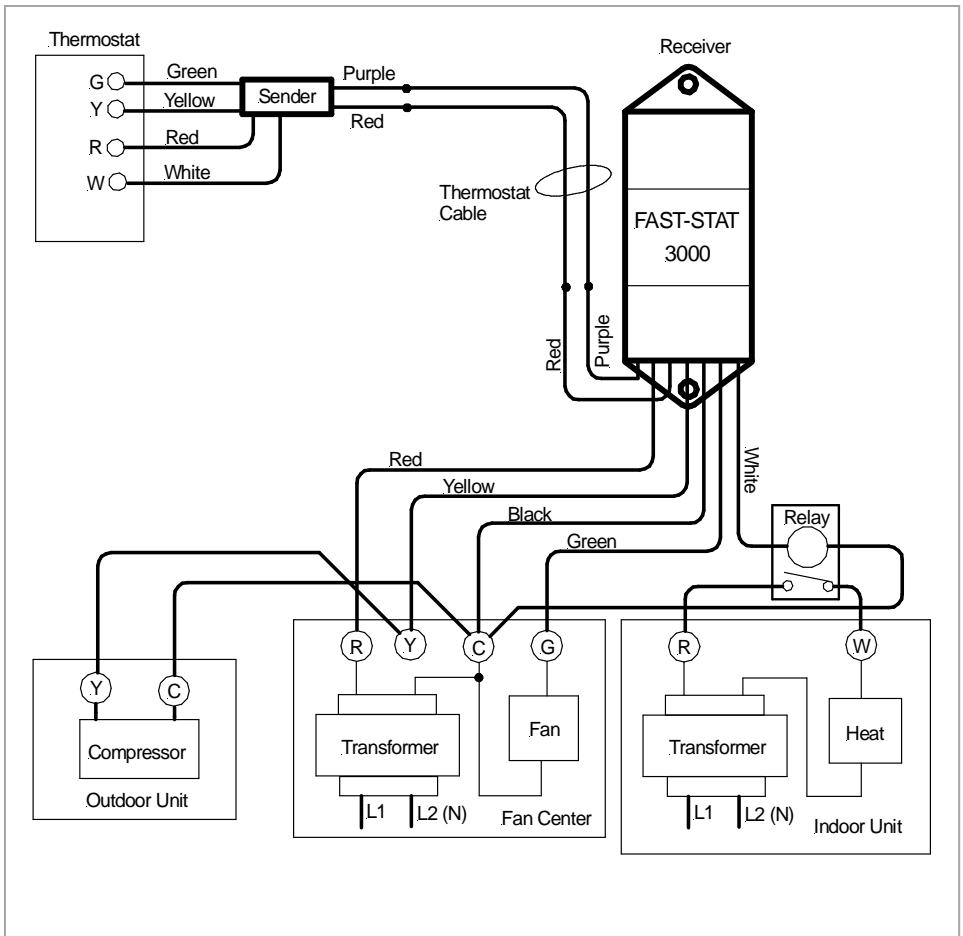 Thermostat
Receiver
G
Green
Y
Yellow
R
Red
W
White
Sender
Purple
Red
Thermostat
Cable
FAST-STAT
3000
Red
Purple
Red
Yellow
Black
Green
White
Relay
Y
C
Compressor
Outdoor Unit
R
Y
C
G
Transformer
Fan
L1
L2 (N)
Fan Center
R
W
Transformer
Heat
L1
L2 (N)
Indoor Unit